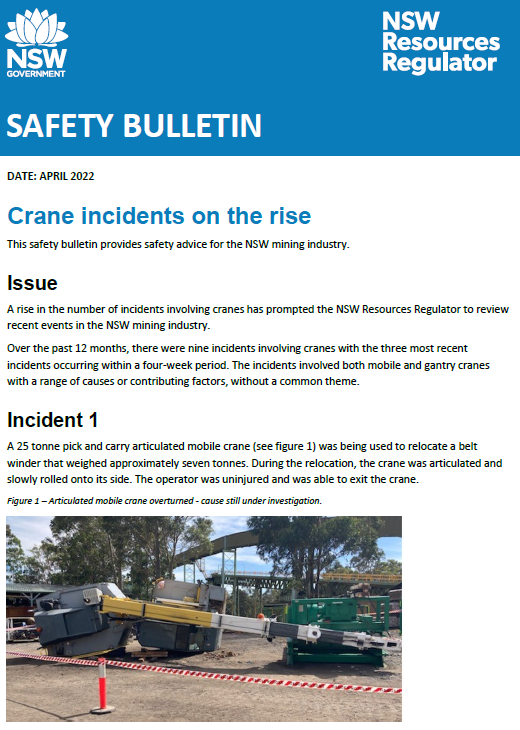 NSW
GOVERNMENT
NSW
Resources
Regulator
SAFETY BULLETIN
DATE: APRIL 2022
Crane incidents on the rise
This safety bulletin provides safety advice for the NSW mining industry.
Issue
A rise in the number of incidents involving cranes has prompted the NSW Resources Regulator to review
recent events in the NSW mining industry.
Over the past 12 months, there were nine incidents involving cranes with the three most recent
incidents occurring within a four-week period. The incidents involved both mobile and gantry cranes
with a range of causes or contributing factors, without a common theme.
Incident 1
A 25 tonne pick and carry articulated mobile crane (see figure 1) was being used to relocate a belt
winder that weighed approximately seven tonnes. During the relocation, the crane was articulated and
slowly rolled onto its side. The operator was uninjured and was able to exit the crane.
Figure 1 – Articulated mobile crane overturned - cause still under investigation.